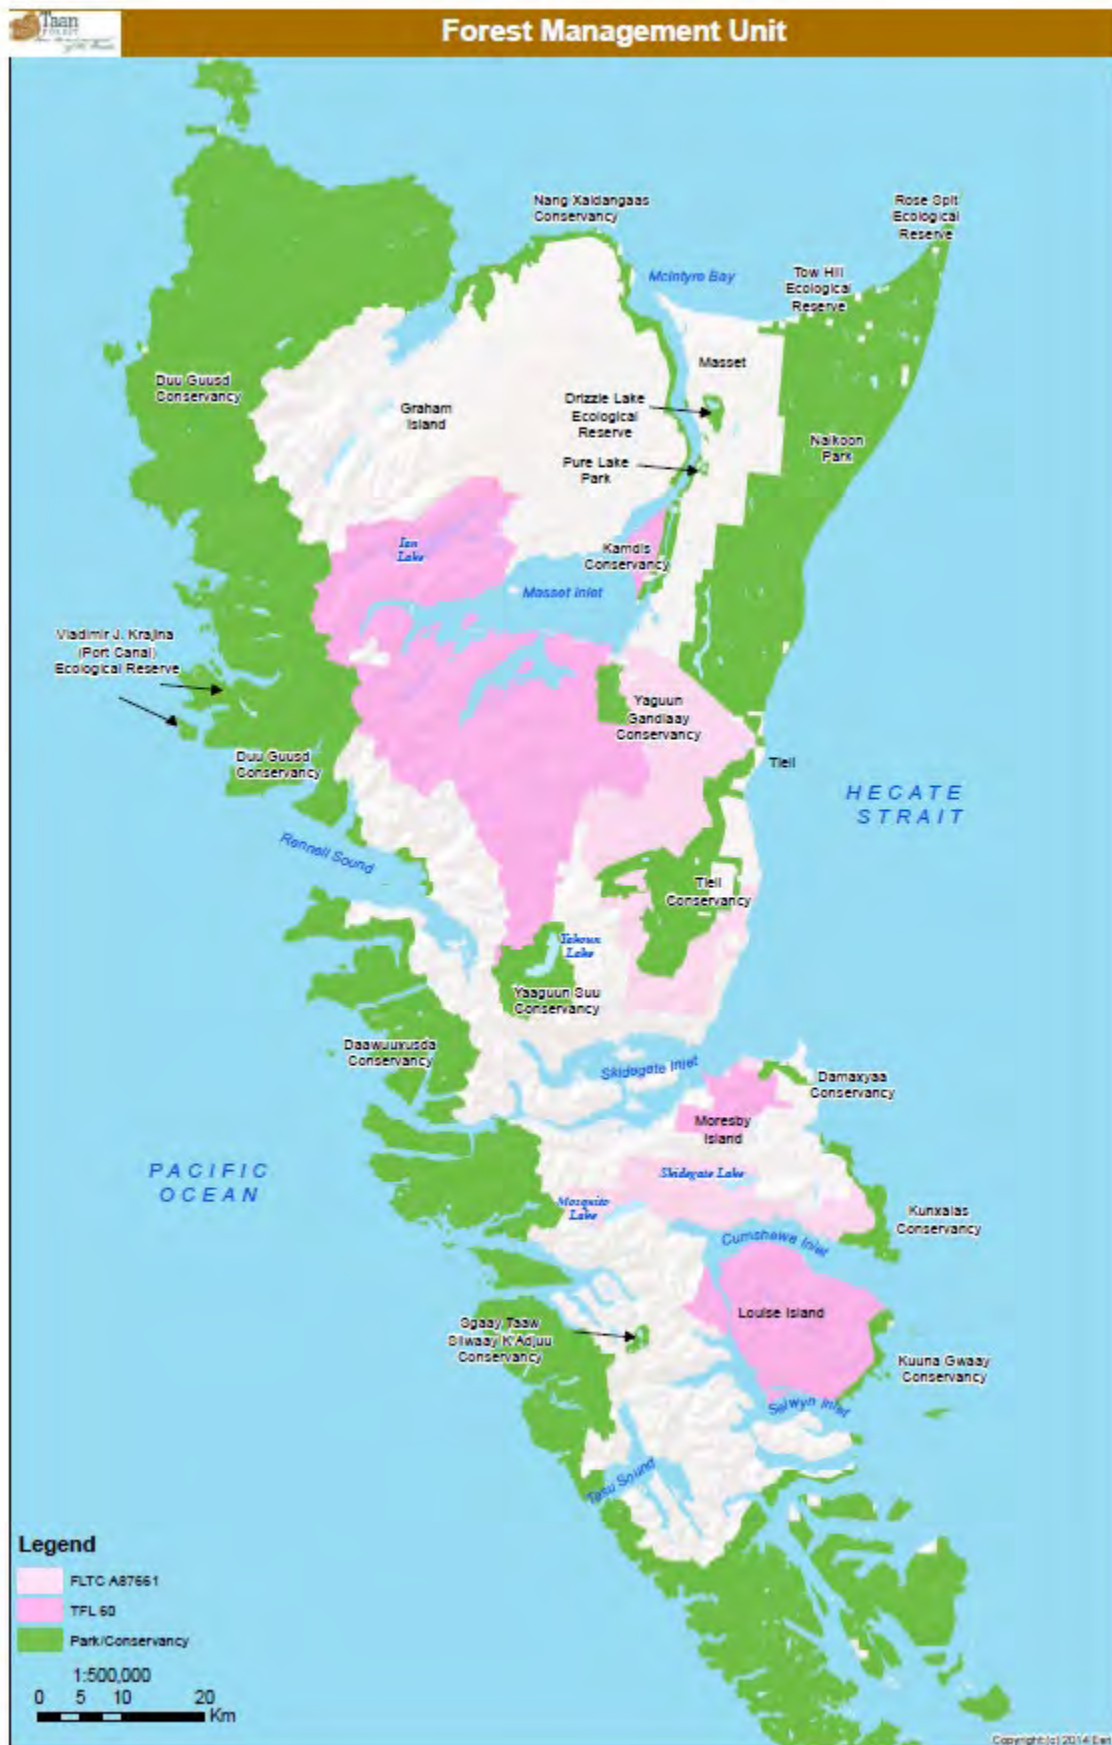 Taan
FOREST
Forest Management Unit
Nang Xaldangaas
Conservancy
Rose Spit
Ecological
Reserve
McIntyre Bay
Tow Hill
Ecological
Reserve
Masset
Duu Guusd
Conservancy
Graham
Island
Drizzle Lake
Ecological
Reserve
Naikoon
Park
Pure Lake
Park
Ian
Lake
Kamdis
Conservancy
Masset Inlet
Vladimir J. Krajina
(Port Canal)
Ecological Reserve
Yaguun
Gandlaay
Conservancy
Duu Guusd
Conservancy
Tlell
HECATE
STRAIT
Rennell Sound
Tlell
Conservancy
Yakoun
Lake
Yaaguun Suu
Conservancy
Daawuuxusda
Conservancy
Skidegate Inlet
Damaxyaa
Conservancy
Moresby
Island
PACIFIC
OCEAN
Skidegate Lake
Mosquito
Lake
Kunxalas
Conservancy
Cumshewa Inlet
Louise Island
Sgaay Taaw
Siiwaay K'Adjuu
Conservancy
Kuuna Gwaay
Conservancy
Selwyn Inlet
Tasu Sound
Legend
FLTC A87661
TFL 60
Park/Conservancy
1:500,000
0 5 10 20
Km
Copyright:(c) 2014 Esri